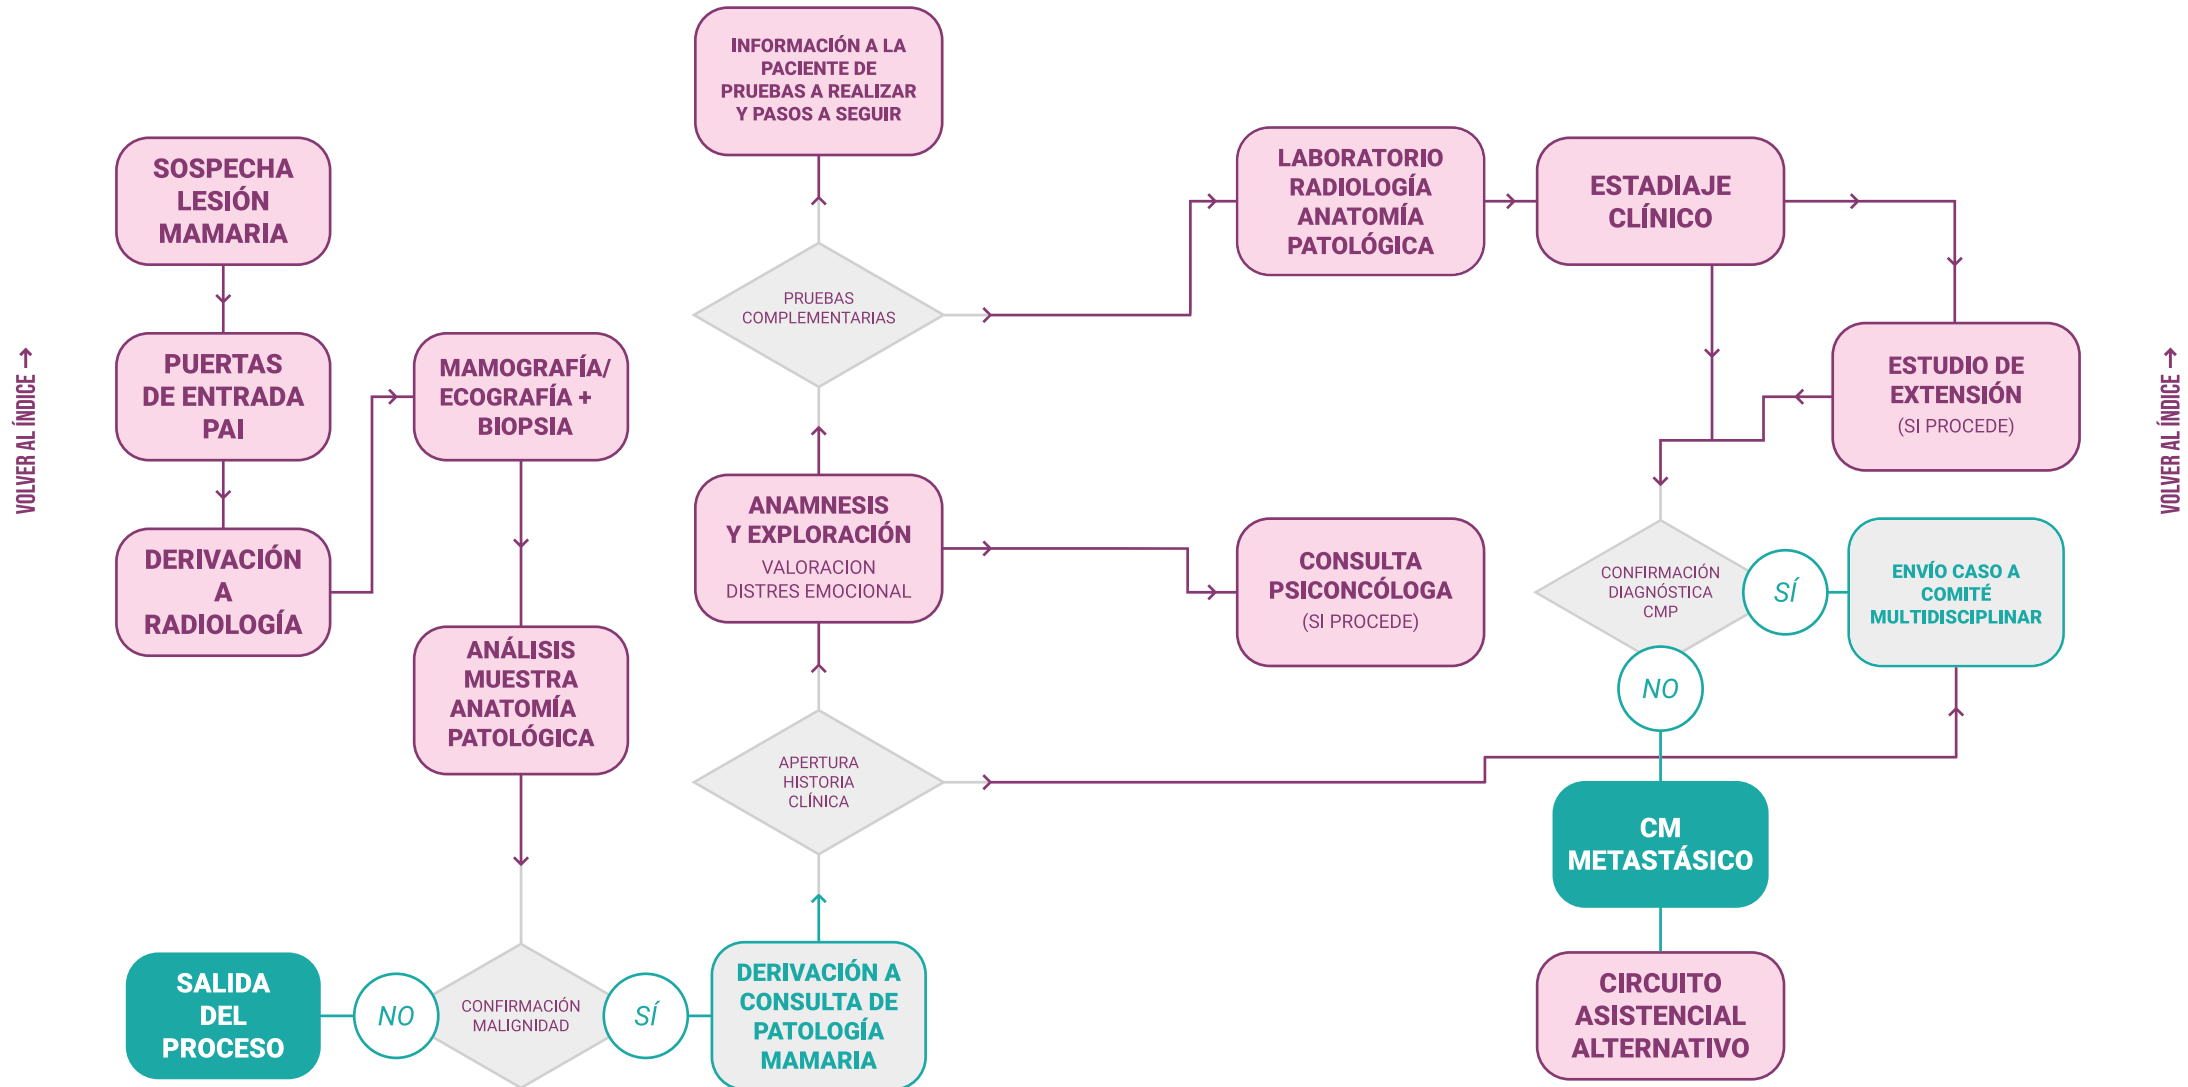 VOLVER AL ÍNDICE →
SOSPECHA
LESIÓN
MAMARIA
PUERTAS
DE ENTRADA
PAI
DERIVACIÓN
A
RADIOLOGÍA
MAMOGRAFÍA/
ECOGRAFÍA +
BIOPSIA
ANÁLISIS
MUESTRA
ANATOMÍA
PATOLÓGICA
CONFIRMACIÓN
MALIGNIDAD
NO
SALIDA
DEL
PROCESO
SÍ
DERIVACIÓN A
CONSULTA DE
PATOLOGÍA
MAMARIA
APERTURA
HISTORIA
CLÍNICA
ANAMNESIS
Y EXPLORACIÓN
VALORACION
DISTRES EMOCIONAL
CONSULTA
PSICONCÓLOGA
(SI PROCEDE)
PRUEBAS
COMPLEMENTARIAS
INFORMACIÓN A LA
PACIENTE DE
PRUEBAS A REALIZAR
Y PASOS A SEGUIR
LABORATORIO
RADIOLOGÍA
ANATOMÍA
PATOLÓGICA
ESTADIAJE
CLÍNICO
ESTUDIO DE
EXTENSIÓN
(SI PROCEDE)
CONFIRMACIÓN
DIAGNÓSTICA
CMP
SÍ
ENVÍO CASO A
COMITÉ
MULTIDISCIPLINAR
NO
CM
METASTÁSICO
CIRCUITO
ASISTENCIAL
ALTERNATIVO
VOLVER AL ÍNDICE →